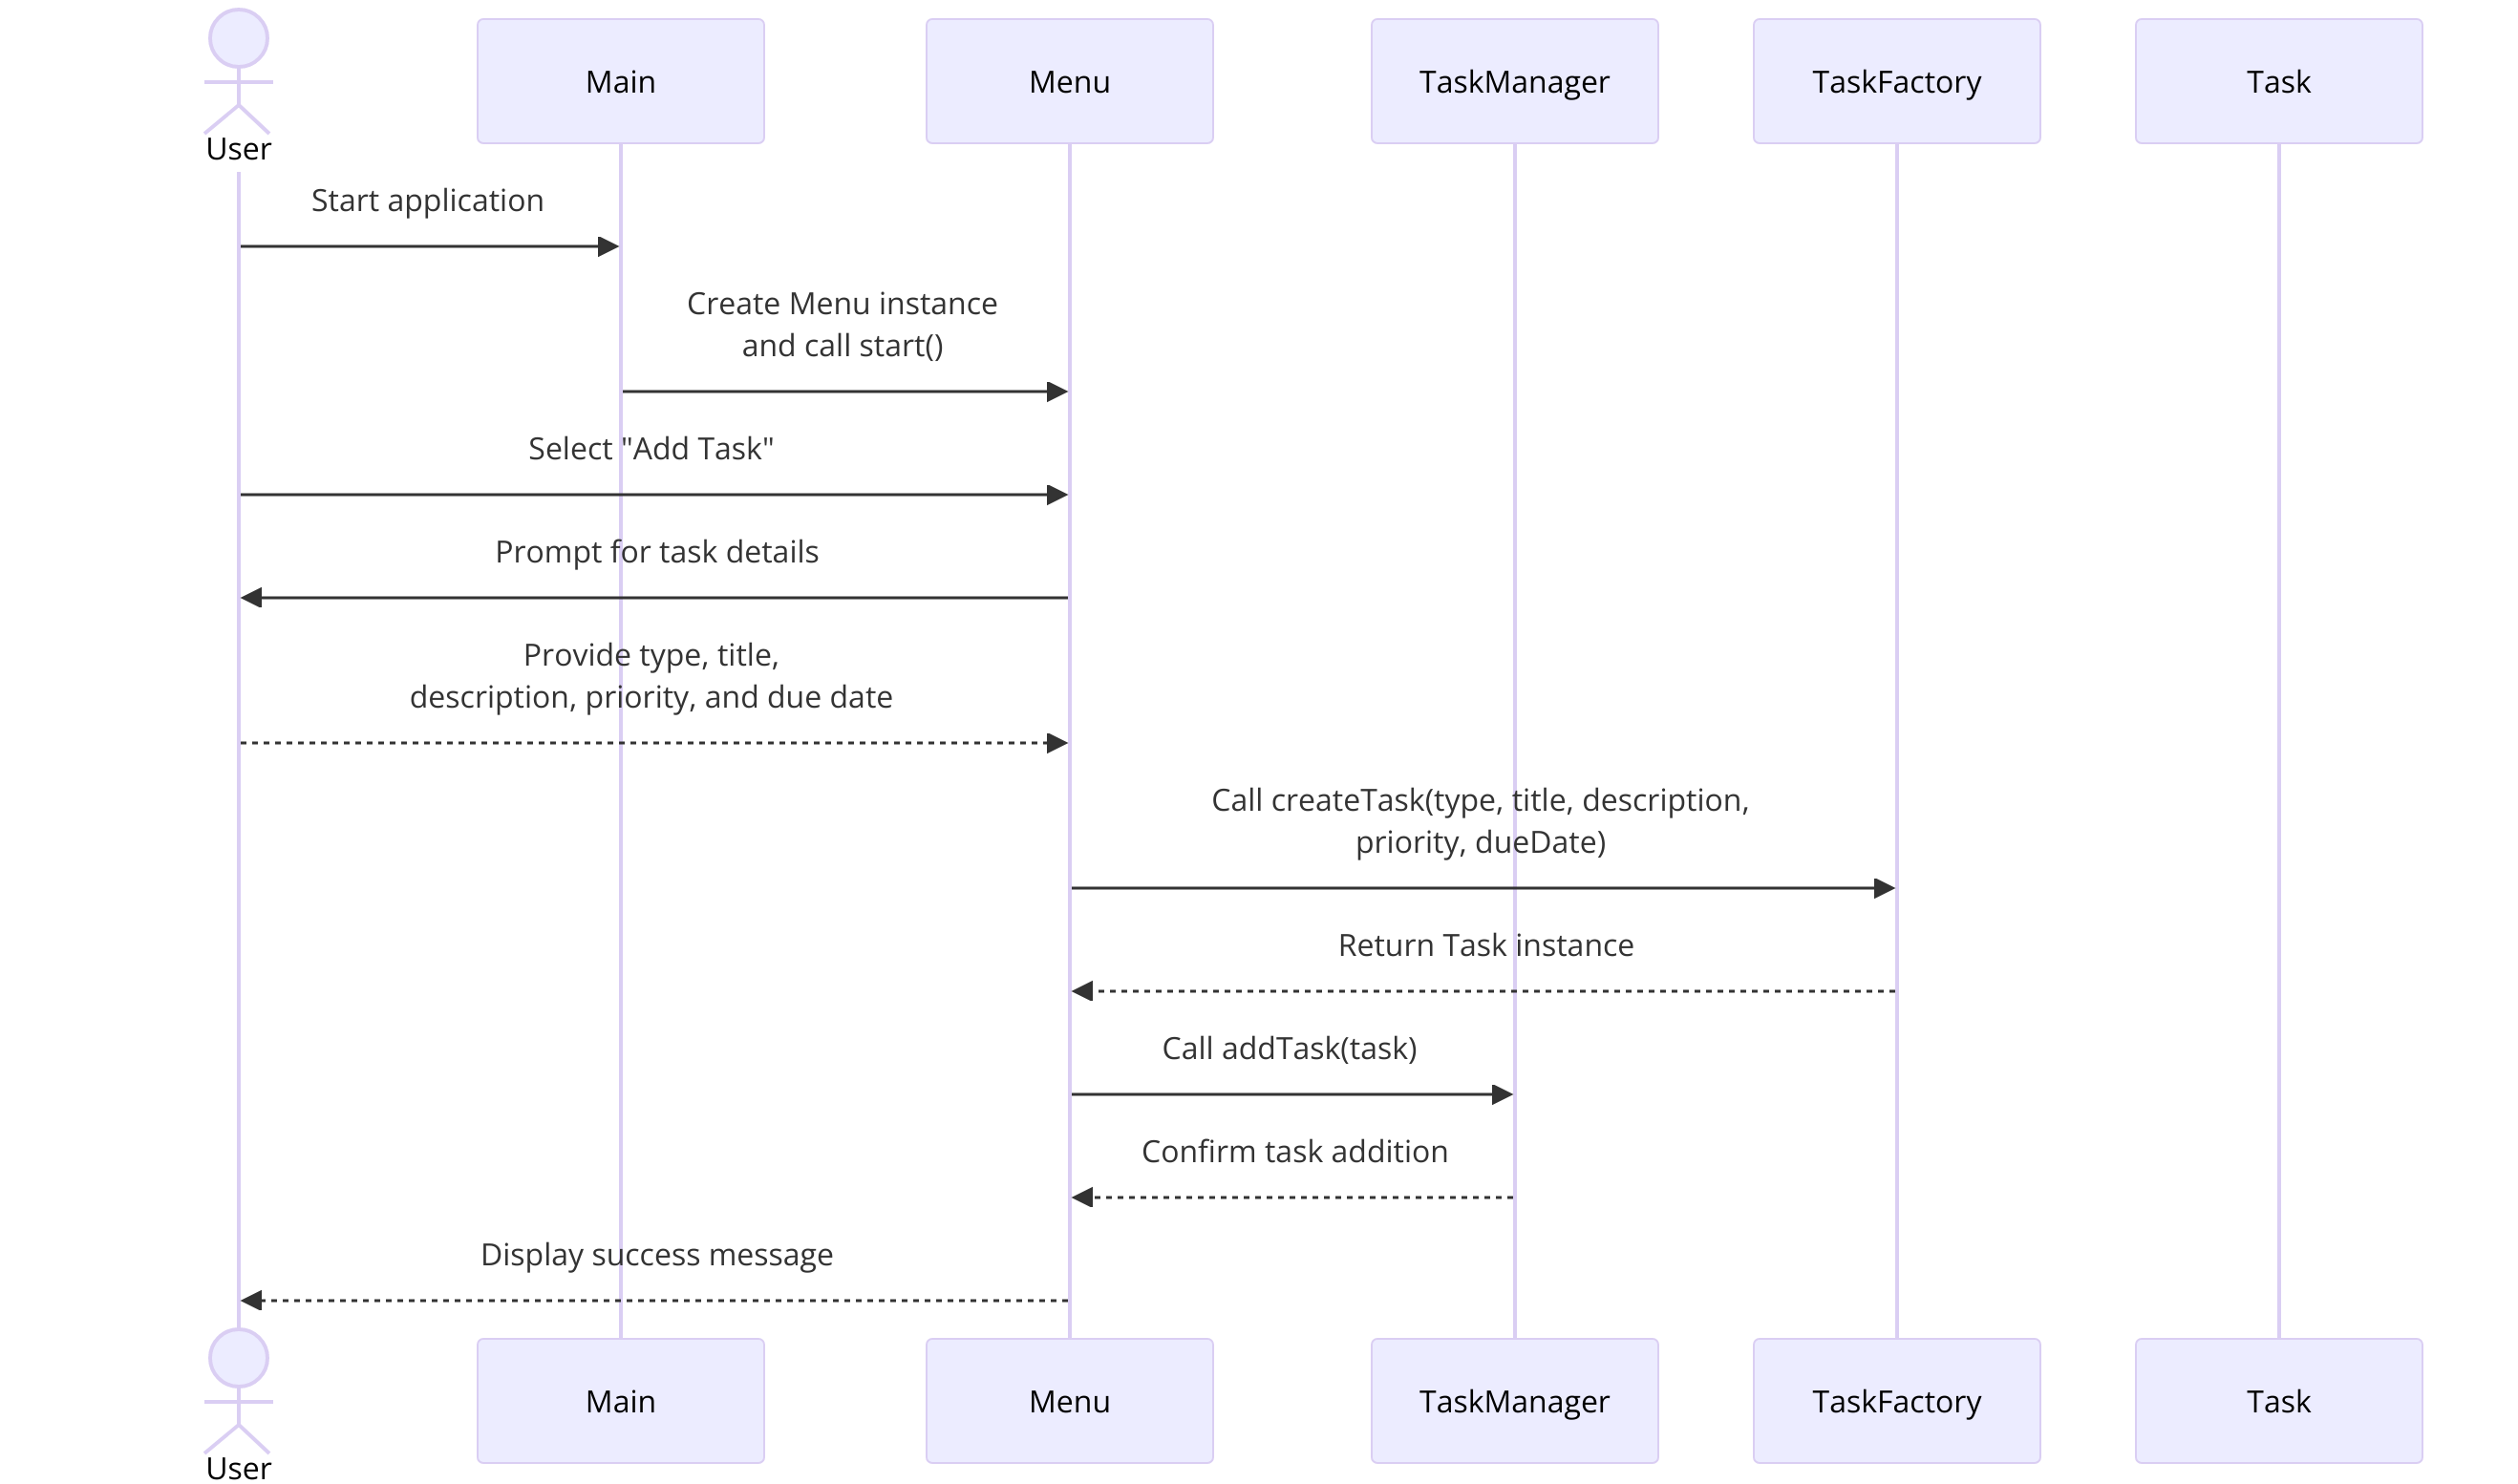 Main
Menu
TaskManager
TaskFactory
Task
User
Start application
Create Menu instance
and call start()
Select "Add Task"
Prompt for task details
Provide type, title,
description, priority, and due date
Call createTask(type, title, description,
priority, dueDate)
Return Task instance
Call addTask(task)
Confirm task addition
Display success message
Main
Menu
TaskManager
TaskFactory
Task
User